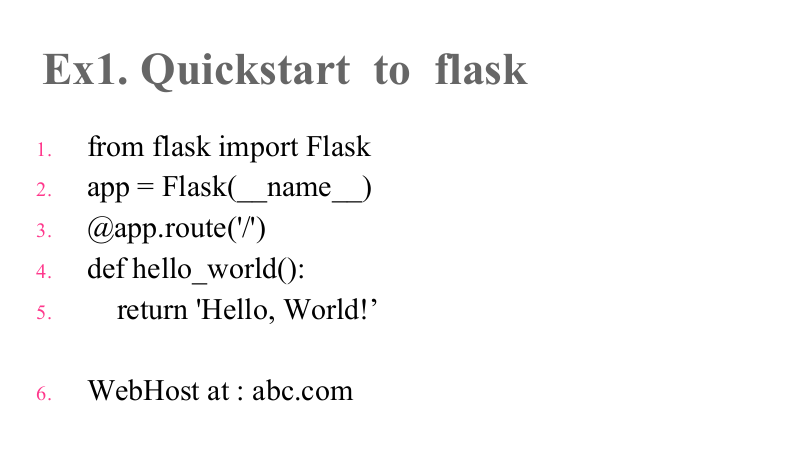 Ex1. Quickstart to flask
1. from flask import Flask
2. app = Flask(__name__)
3. @app.route('/')
4. def hello_world():
5. return 'Hello, World!’
6. WebHost at : abc.com